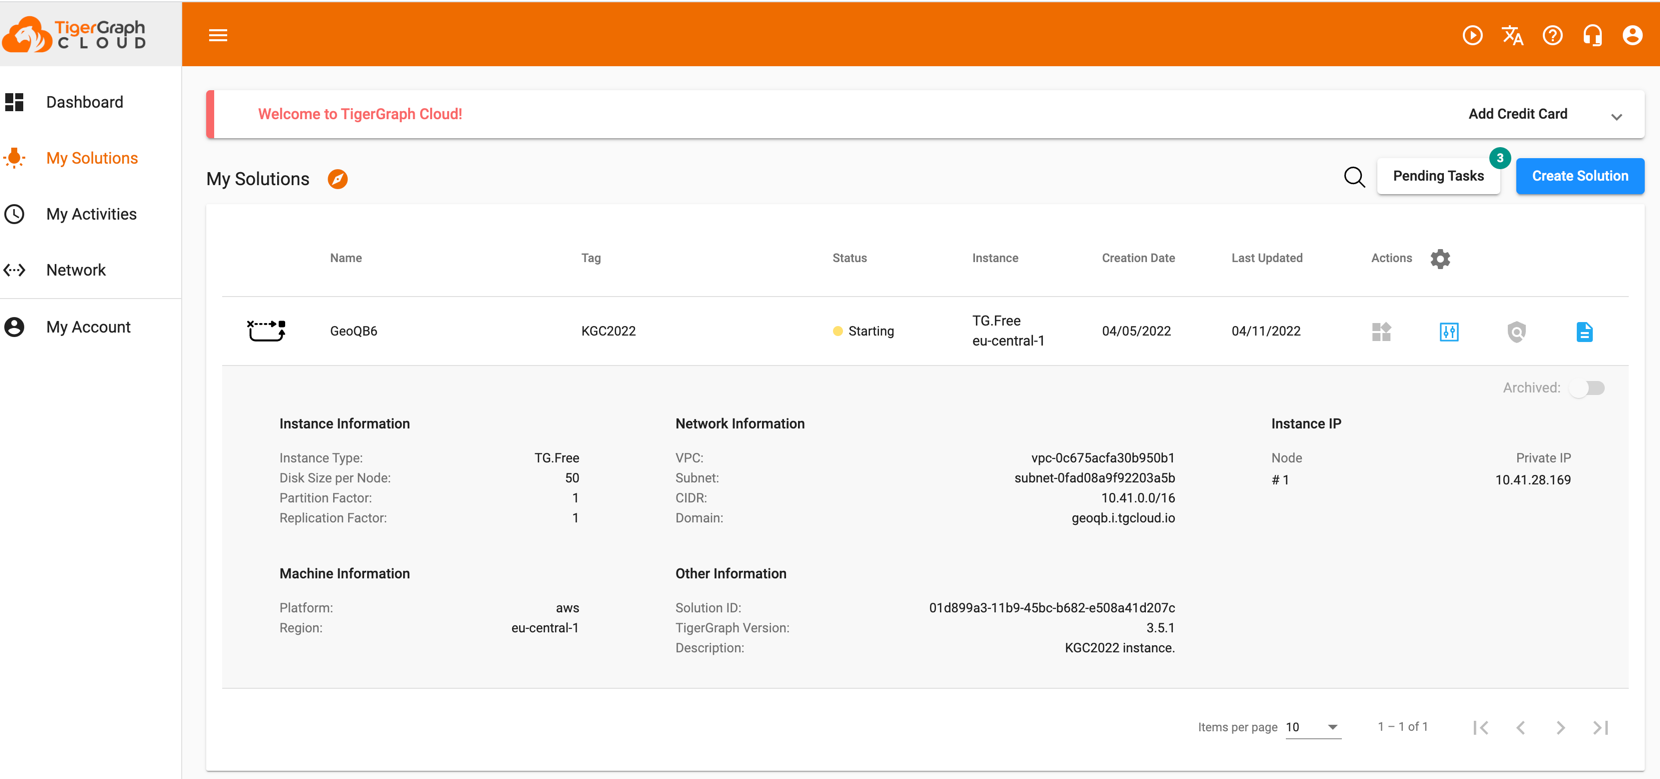 TigerGraph
CLOUD
Dashboard
My Solutions
My Activities
Network
My Account
Welcome to TigerGraph Cloud!
Add Credit Card
My Solutions
3
Pending Tasks
Create Solution
Name Tag Status Instance Creation Date Last Updated Actions
GeoQB6 KGC2022 Starting TG.Free 04/05/2022 04/11/2022
eu-central-1
Archived:
Instance Information
Instance Type: TG.Free
Disk Size per Node: 50
Partition Factor: 1
Replication Factor: 1
Network Information
VPC: vpc-0c675acfa30b950b1
Subnet: subnet-0fad08a9f92203a5b
CIDR: 10.41.0.0/16
Domain: geoqb.i.tgcloud.io
Instance IP
Node Private IP
# 1 10.41.28.169
Machine Information
Platform: aws
Region: eu-central-1
Other Information
Solution ID: 01d899a3-11b9-45bc-b682-e508a41d207c
TigerGraph Version: 3.5.1
Description: KGC2022 instance.
Items per page 10 1 – 1 of 1